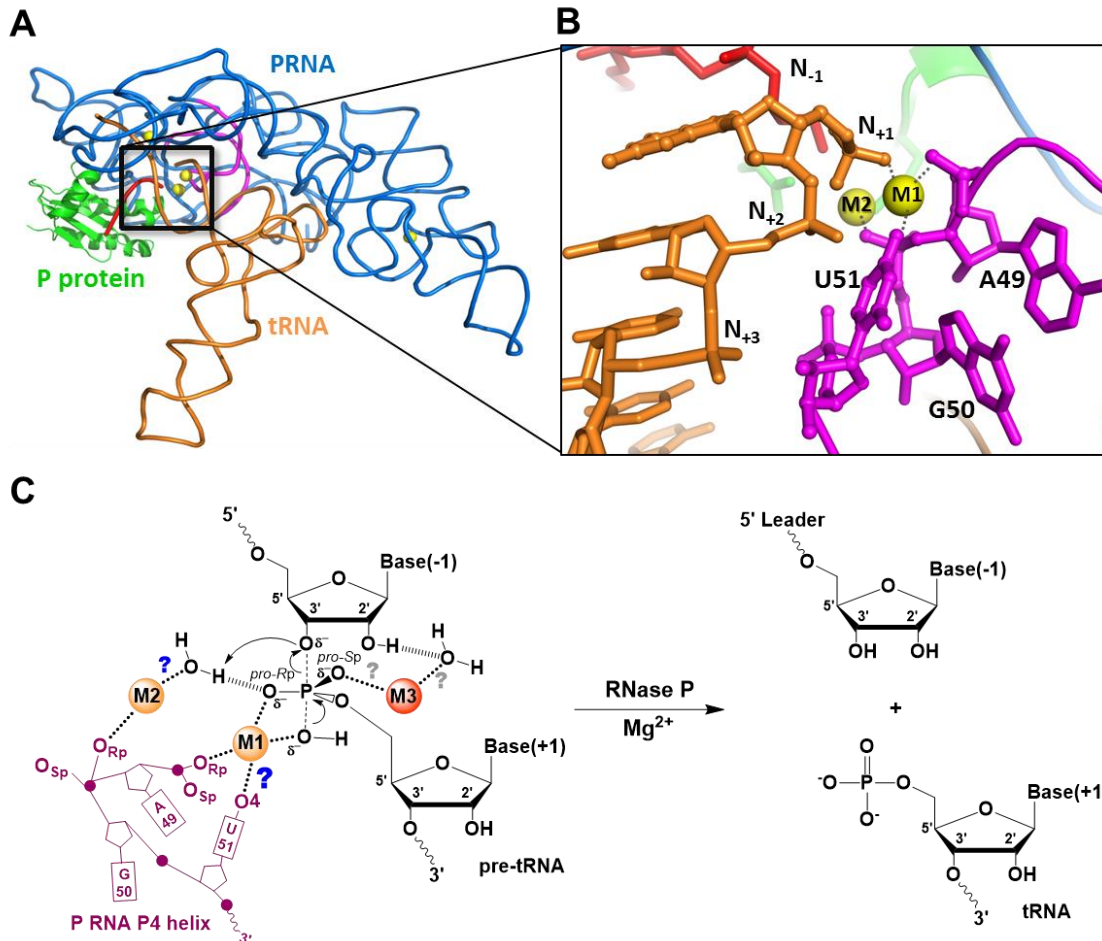 A
PRNA
P protein
tRNA
B
N-1
N+1
M2
M1
N+2
U51
A49
N+3
G50
C
5'
O
O
Base(-1)
5'
3'
2'
H
O
δ⁻
O
H
O
H
?
H
O
H
pro-Rp
pro-Sp
δ⁻
O
?
?
M2
O
δ⁻
P
O
M3
M1
δ⁻
O
H
ORp
OSp
ORp
OSp
?
O4
A
49
U
51
G
50
P RNA P4 helix
3'
5'
O
Base(+1)
3'
2'
O
OH
3'
pre-tRNA
RNase P
Mg2+
5' Leader
O
O
Base(-1)
5'
3'
2'
OH
OH
+
O
-O
P
O
O-
5'
O
Base(+1
3'
2'
O
OH
3'
tRNA